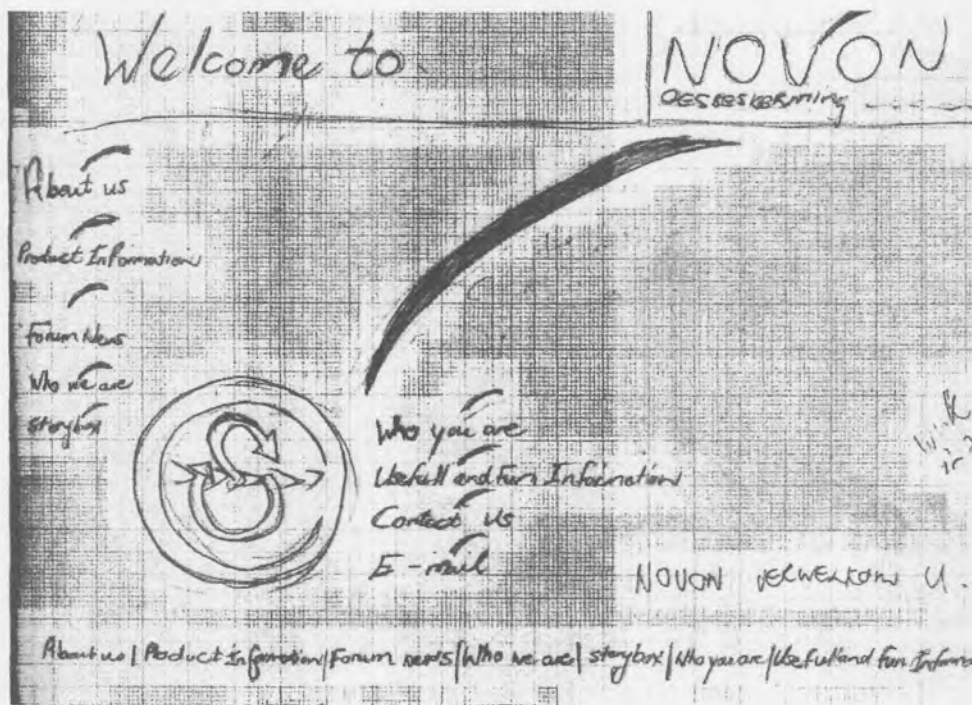 Welcome to
NOVON
OESBESKERMING
About us
Product Information
Forum News
Who we are
storybox
Who you are
Usefull and Fun Information
Contact Us
E-mail
NOVON VERWELKOM U.
About us | Product Information | Forum news | Who we are | storybox | Who you are | Usefull and Fun